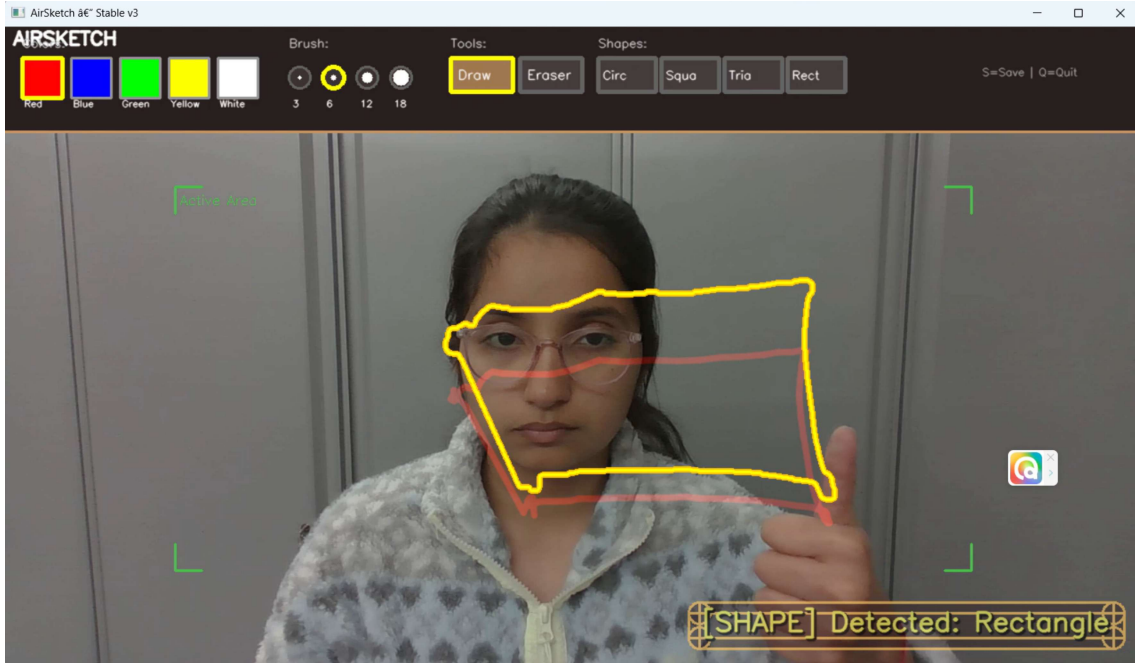 AirSketch â€” Stable v3
AIRSKETCH
Brush:
Tools:
Shapes:
Draw
Eraser
Circ
Squa
Tria
Rect
S=Save | Q=Quit
Red
Blue
Green
Yellow
White
3
6
12
18
Active Area
[SHAPE] Detected: Rectangle